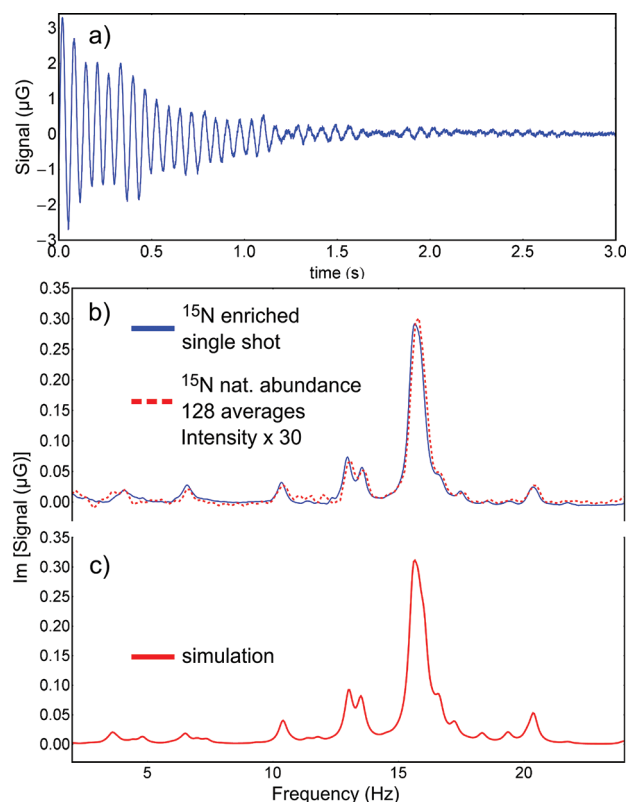 a)
3
2
1
0
−1
−2
−3
Signal (µG)
0.0 0.5 1.0 1.5 2.0 2.5 3.0
time (s)
b)
15N enriched
single shot
15N nat. abundance
128 averages
Intensity x 30
0.35
0.30
0.25
0.20
0.15
0.10
0.05
0.00
Im [Signal (µG)]
c)
simulation
0.30
0.25
0.20
0.15
0.10
0.05
0.00
5 10 15 20
Frequency (Hz)